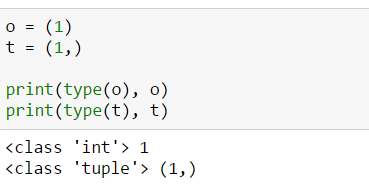 o = (1)
t = (1,)
print(type(o), o)
print(type(t), t)
<class 'int'> 1
<class 'tuple'> (1,)